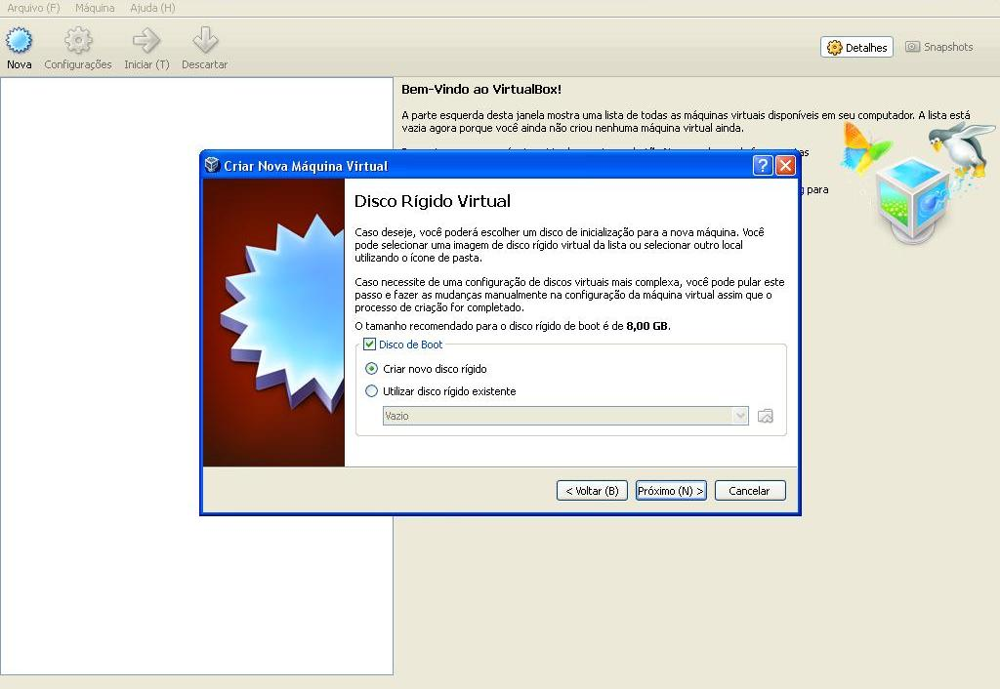 Arquivo (F) Máquina Ajuda (H)
Nova Configurações Iniciar (T) Descartar
Detalhes Snapshots
Bem-Vindo ao VirtualBox!
A parte esquerda desta janela mostra uma lista de todas as máquinas virtuais disponíveis em seu computador. A lista está
vazia agora porque você ainda não criou nenhuma máquina virtual ainda.
Criar Nova Máquina Virtual
Disco Rígido Virtual
Caso deseje, você poderá escolher um disco de inicialização para a nova máquina. Você
pode selecionar uma imagem de disco rígido virtual da lista ou selecionar outro local
utilizando o ícone de pasta.
Caso necessite de uma configuração de discos virtuais mais complexa, você pode pular este
passo e fazer as mudanças manualmente na configuração da máquina virtual assim que o
processo de criação for completado.
O tamanho recomendado para o disco rígido de boot é de 8,00 GB.
Disco de Boot
Criar novo disco rígido
Utilizar disco rígido existente
Vazio
< Voltar (B) Próximo (N) > Cancelar
para